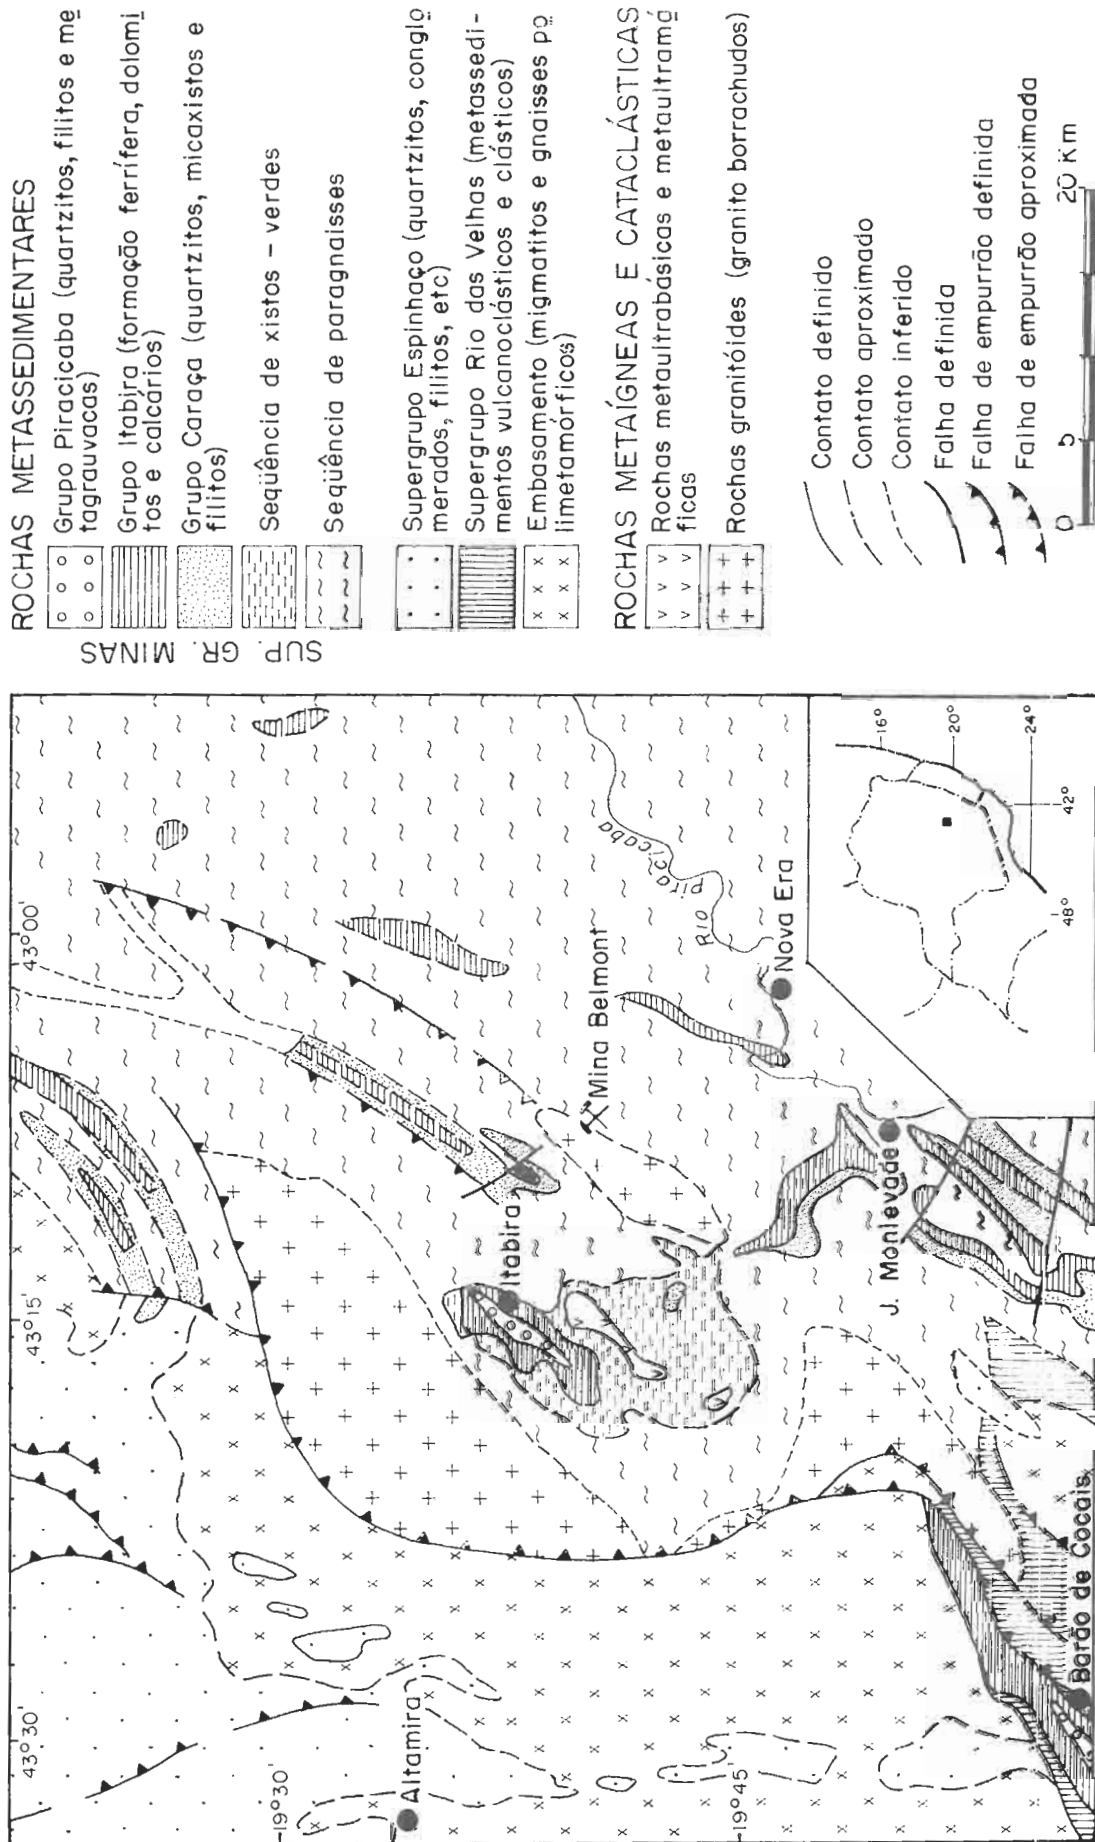 ROCHAS METASSEDIMENTARES
SUP. GR. MINAS
Grupo Piracicaba (quartzitos, filitos e me
tagrauvacas)
Grupo Itabira (formação ferrífera, dolomi
tos e calcários)
Grupo Caraça (quartzitos, micaxistos e
filitos)
Seqüência de xistos - verdes
Seqüência de paragnaisses
Supergrupo Espinhaço (quartzitos, conglo
merados, filitos, etc)
Supergrupo Rio das Velhas (metassedi-
mentos vulcanoclásticos e clásticos)
Embasamento (migmatitos e gnaisses po
limetamórficos)
ROCHAS METAÍGNEAS E CATACLÁSTICAS
Rochas metaultrabásicas e metaultramá
ficas
Rochas granitóides (granito borrachudos)
Contato definido
Contato aproximado
Contato inferido
Falha definida
Falha de empurrão definida
Falha de empurrão aproximada
0 5 20 Km
43°30'
43°15'
43°00'
-19°30'
-19°45'
Altamira
Itabira
Mina Belmont
RIO Piracicaba
Nova Era
J. Monlevade
Barão de Cocais
16°
20°
24°
48°
42°